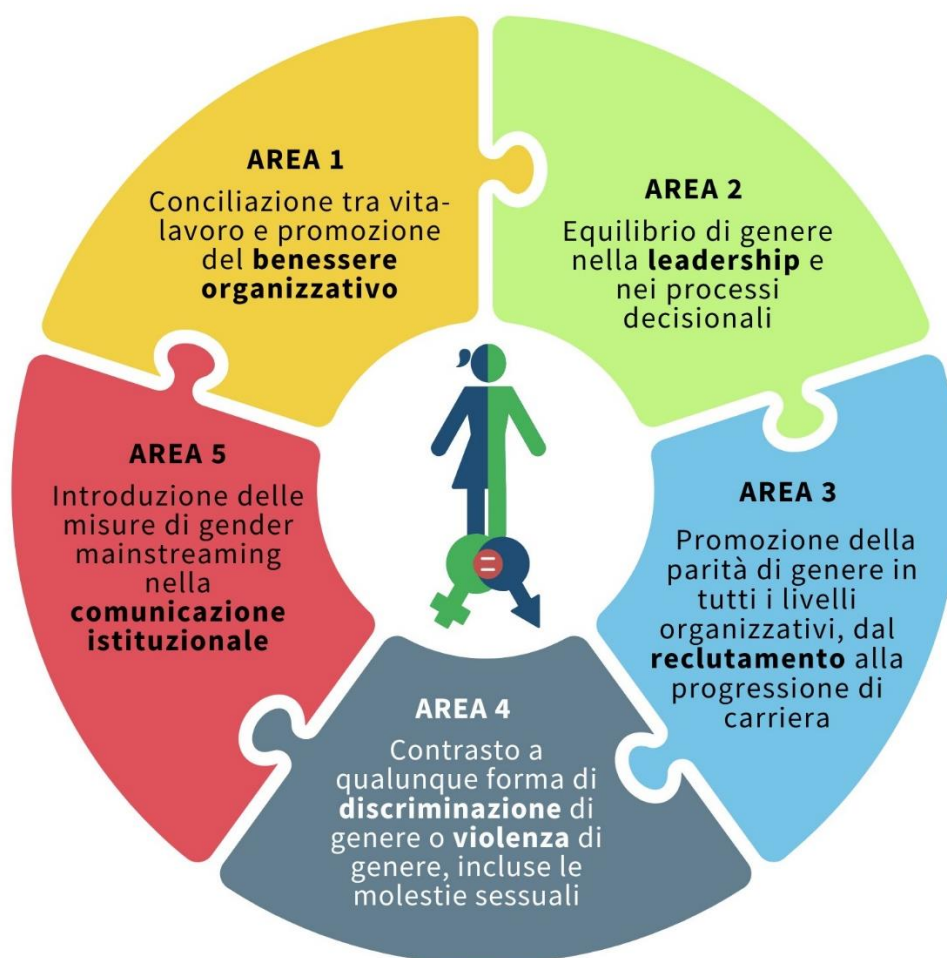 AREA 1
Conciliazione tra vita-
lavoro e promozione
del benessere
organizzativo
AREA 2
Equilibrio di genere
nella leadership e
nei processi
decisionali
AREA 3
Promozione della
parità di genere in
tutti i livelli
organizzativi, dal
reclutamento alla
progressione di
carriera
AREA 4
Contrasto a
qualunque forma di
discriminazione di
genere o violenza di
genere, incluse le
molestie sessuali
AREA 5
Introduzione delle
misure di gender
mainstreaming
nella
comunicazione
istituzionale